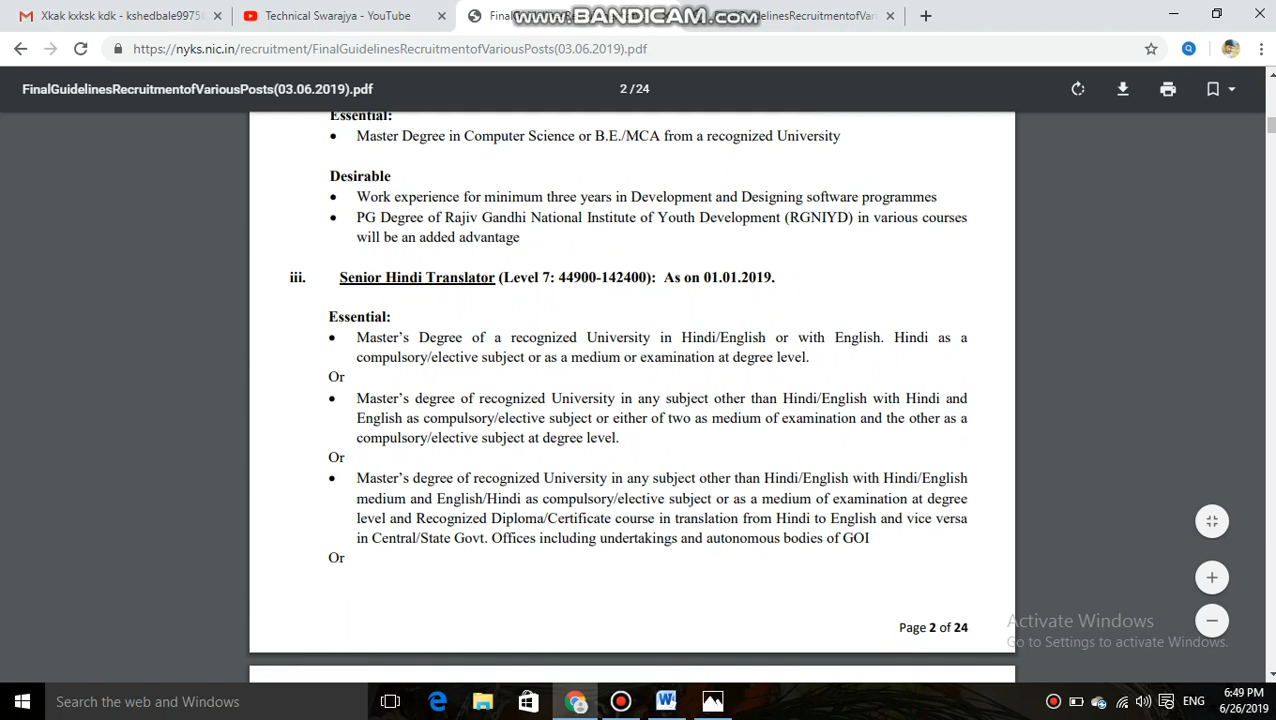 Xkak kxksk kdk - kshedbale9975
Technical Swarajya - YouTube
www.BANDICAM.com
https://nyks.nic.in/recruitment/FinalGuidelinesRecruitmentofVariousPosts(03.06.2019).pdf
FinalGuidelinesRecruitmentofVariousPosts(03.06.2019).pdf
2 / 24
Essential:
• Master Degree in Computer Science or B.E./MCA from a recognized University
Desirable
• Work experience for minimum three years in Development and Designing software programmes
• PG Degree of Rajiv Gandhi National Institute of Youth Development (RGNIYD) in various courses
will be an added advantage
iii. Senior Hindi Translator (Level 7: 44900-142400): As on 01.01.2019.
Essential:
• Master's Degree of a recognized University in Hindi/English or with English. Hindi as a
compulsory/elective subject or as a medium or examination at degree level.
Or
• Master's degree of recognized University in any subject other than Hindi/English with Hindi and
English as compulsory/elective subject or either of two as medium of examination and the other as a
compulsory/elective subject at degree level.
Or
• Master's degree of recognized University in any subject other than Hindi/English with Hindi/English
medium and English/Hindi as compulsory/elective subject or as a medium of examination at degree
level and Recognized Diploma/Certificate course in translation from Hindi to English and vice versa
in Central/State Govt. Offices including undertakings and autonomous bodies of GOI
Or
Page 2 of 24
Activate Windows
Go to Settings to activate Windows.
Search the web and Windows
ENG
6:49 PM
6/26/2019